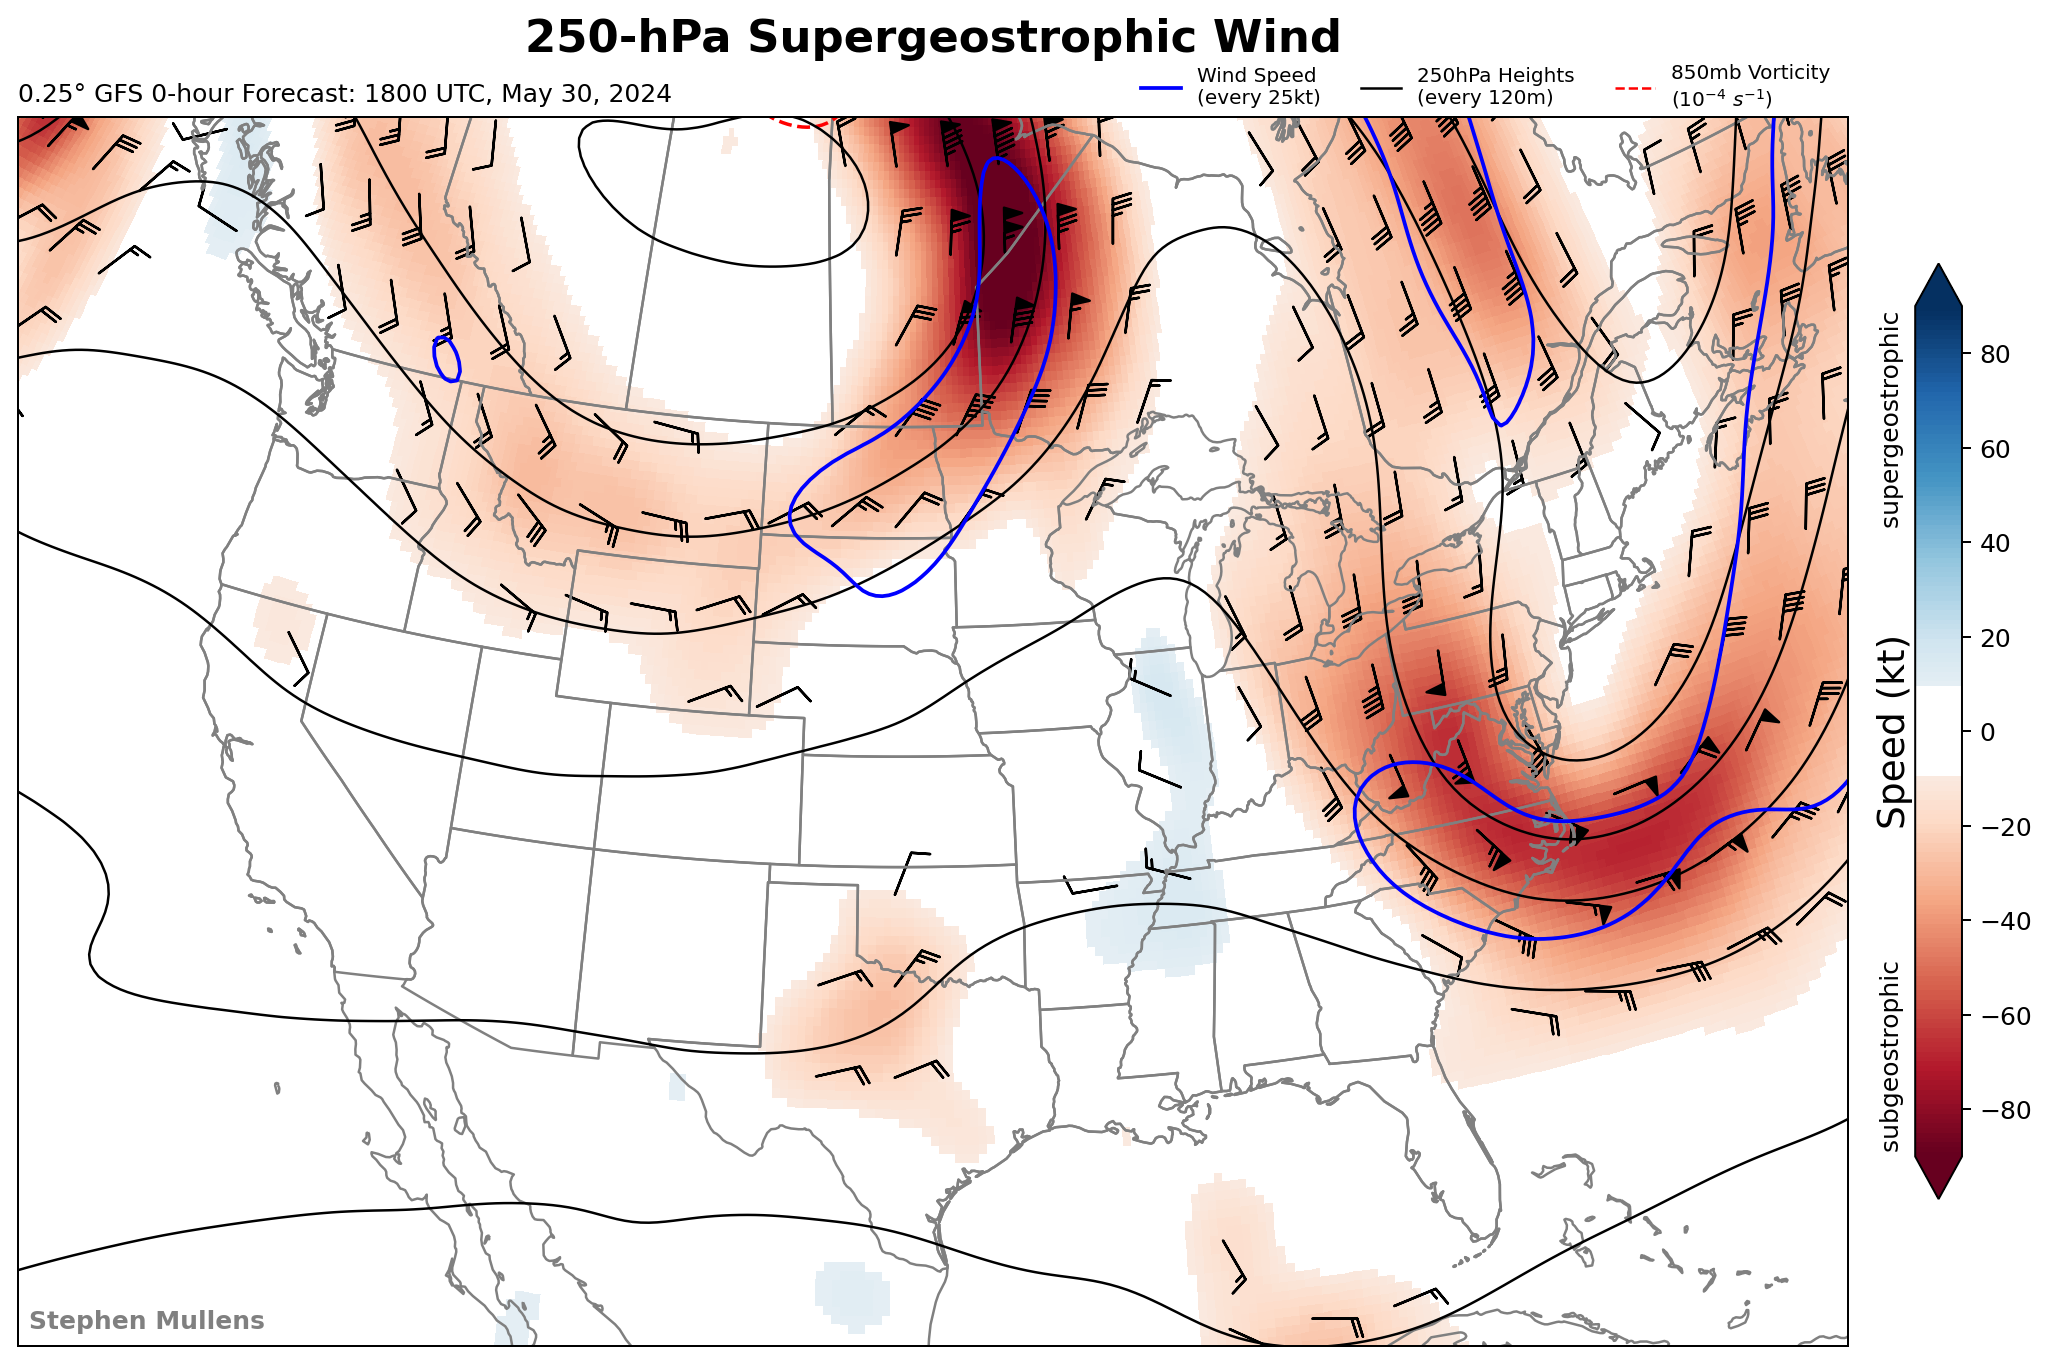 250-hPa Supergeostrophic Wind
0.25° GFS 0-hour Forecast: 1800 UTC, May 30, 2024
Wind Speed
(every 25kt)
250hPa Heights
(every 120m)
850mb Vorticity
(10⁻⁴ s⁻¹)
supergeostrophic
Speed (kt)
subgeostrophic
80
60
40
20
0
−20
−40
−60
−80
Stephen Mullens